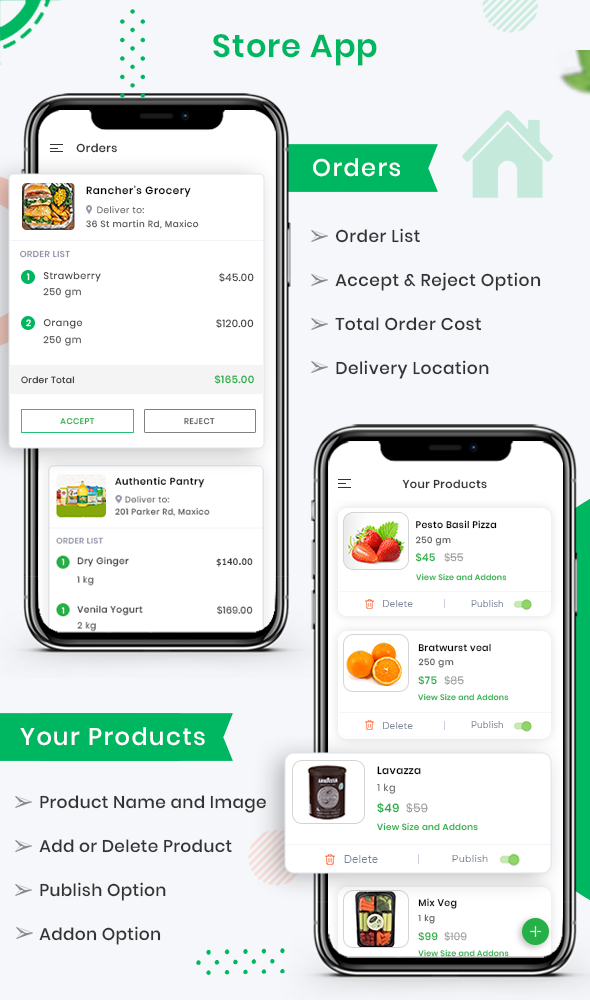 Store App
Orders
Rancher's Grocery
Deliver to:
36 St martin Rd, Maxico
ORDER LIST
1 Strawberry $45.00
250 gm
2 Orange $120.00
250 gm
Order Total $165.00
ACCEPT REJECT
Authentic Pantry
Deliver to:
201 Parker Rd, Maxico
ORDER LIST
1 Dry Ginger $140.00
1 kg
1 Venila Yogurt $169.00
2 kg
Orders
Order List
Accept & Reject Option
Total Order Cost
Delivery Location
Your Products
Product Name and Image
Add or Delete Product
Publish Option
Addon Option
Your Products
Pesto Basil Pizza
250 gm
$45 $55
View Size and Addons
Delete Publish
Bratwurst veal
250 gm
$75 $85
View Size and Addons
Delete Publish
LAVAZZA
Lavazza
1 kg
$49 $59
View Size and Addons
Delete Publish
Mix Veg
1 kg
$99 $109
View Size and Addons